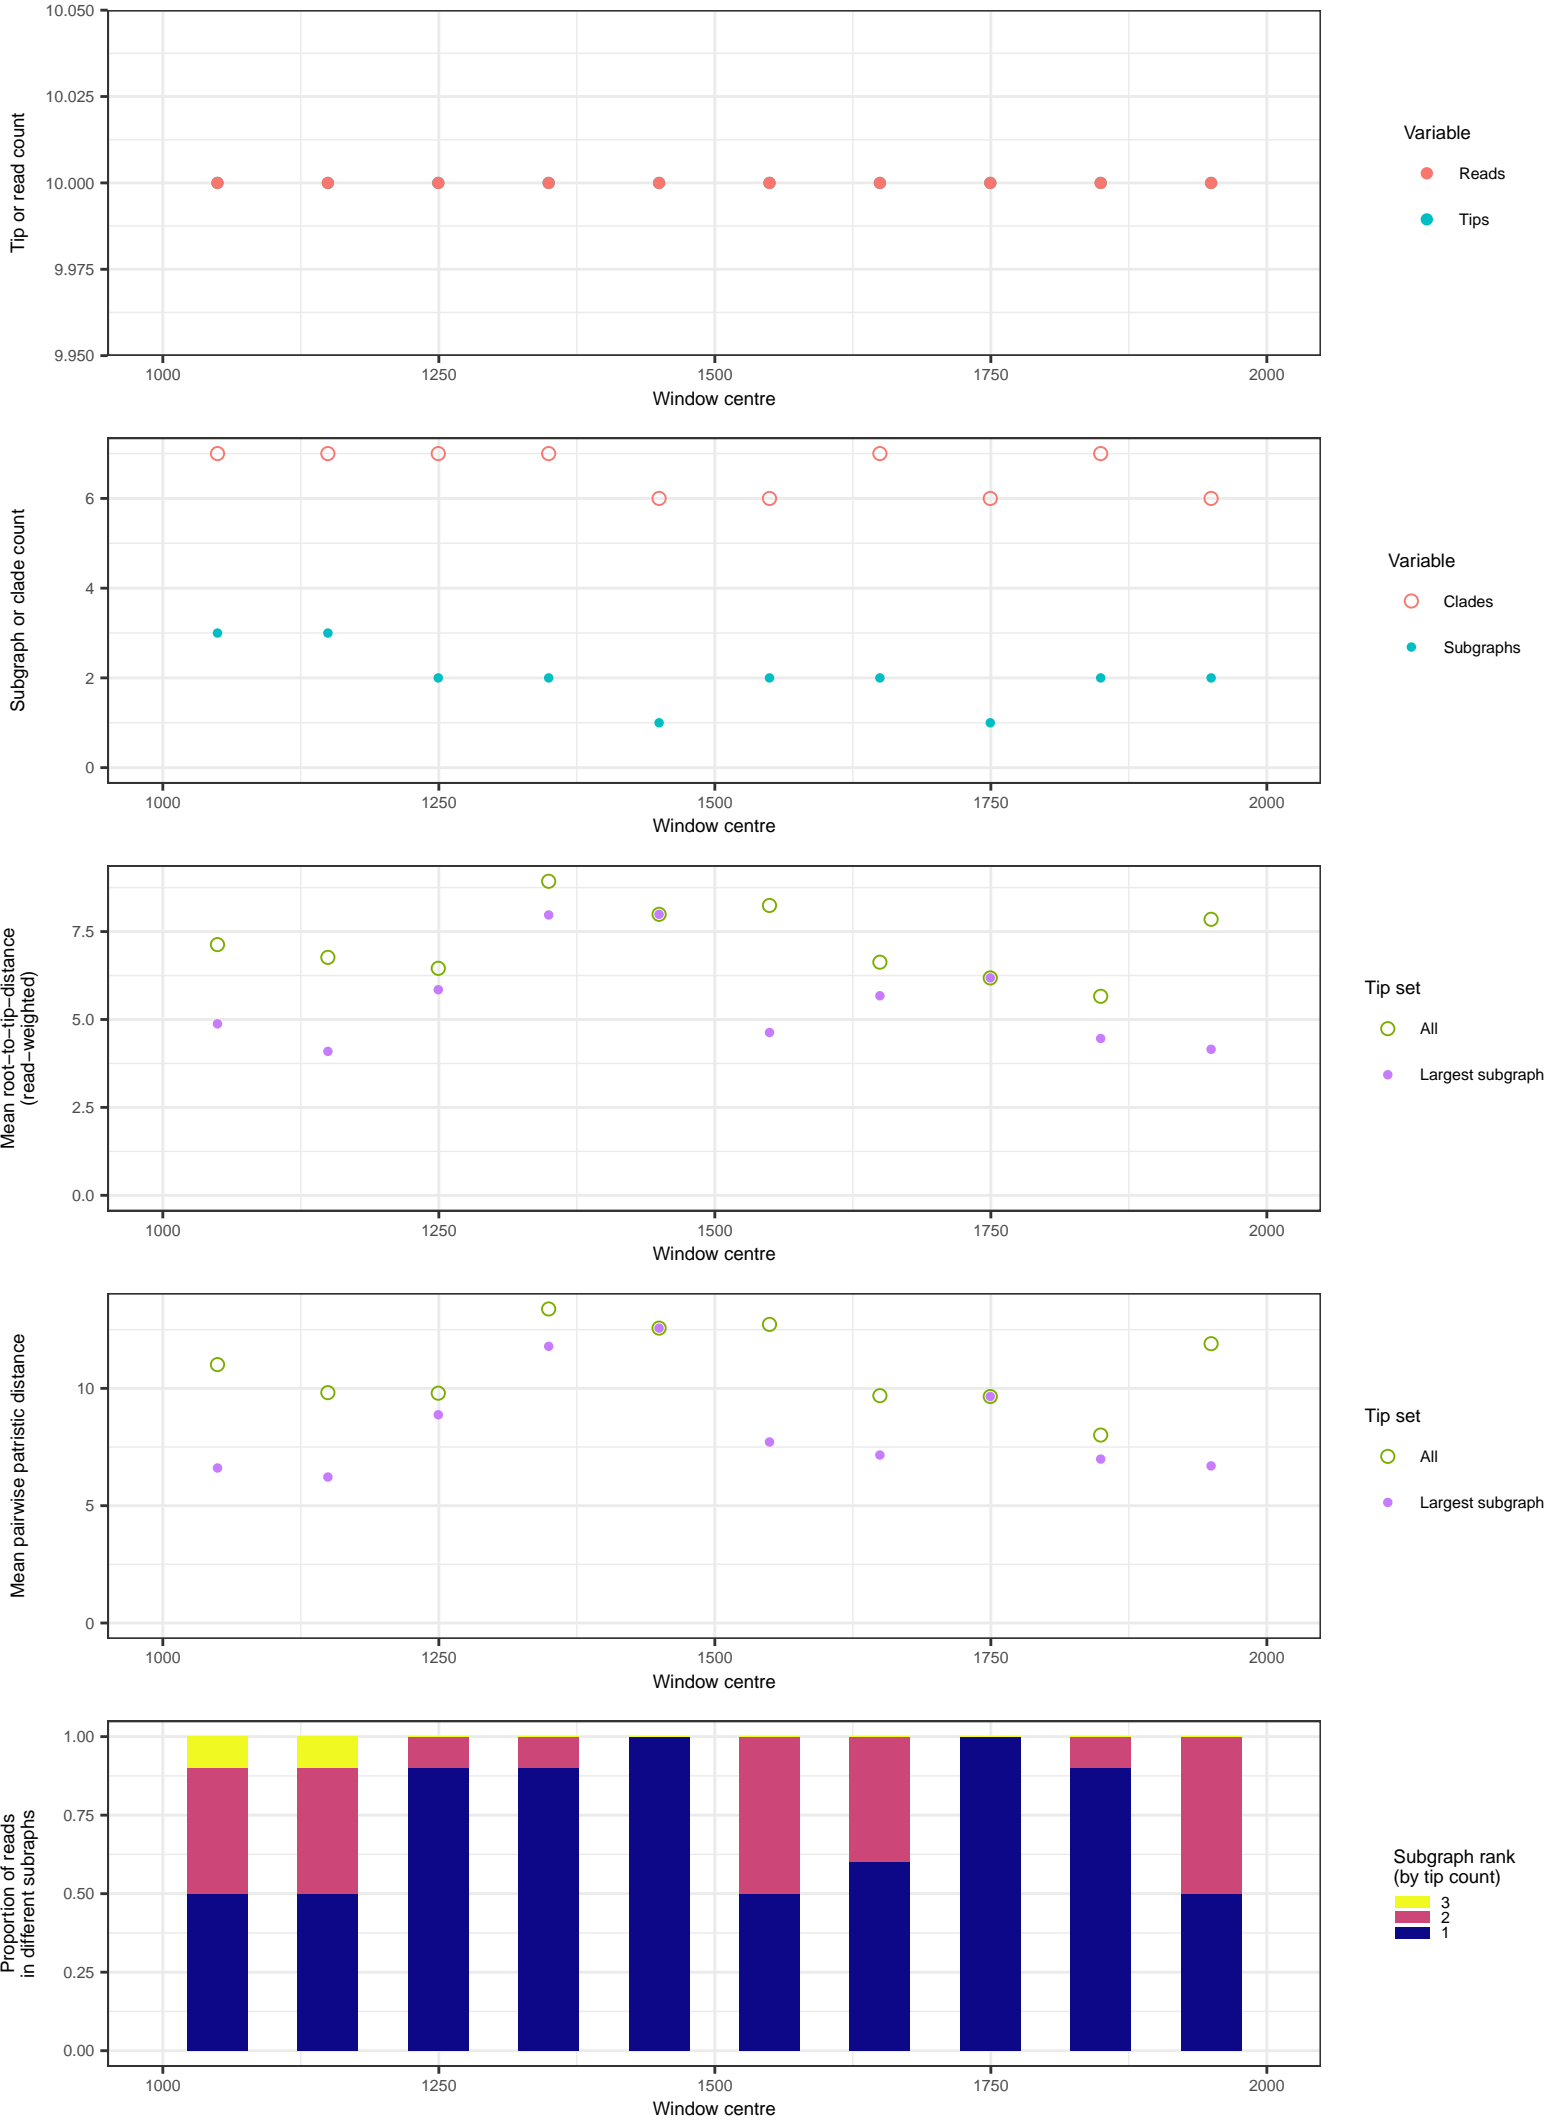 10.050
10.025
10.000
9.975
9.950
Tip or read count
1000 1250 1500 1750 2000
Window centre
Variable
Reads
Tips
6
4
2
0
Subgraph or clade count
1000 1250 1500 1750 2000
Window centre
Variable
Clades
Subgraphs
7.5
5.0
2.5
0.0
Mean root−to−tip−distance
(read−weighted)
1000 1250 1500 1750 2000
Window centre
Tip set
All
Largest subgraph
10
5
0
Mean pairwise patristic distance
1000 1250 1500 1750 2000
Window centre
Tip set
All
Largest subgraph
1.00
0.75
0.50
0.25
0.00
Proportion of reads
in different subraphs
1000 1250 1500 1750 2000
Window centre
Subgraph rank
(by tip count)
3
2
1